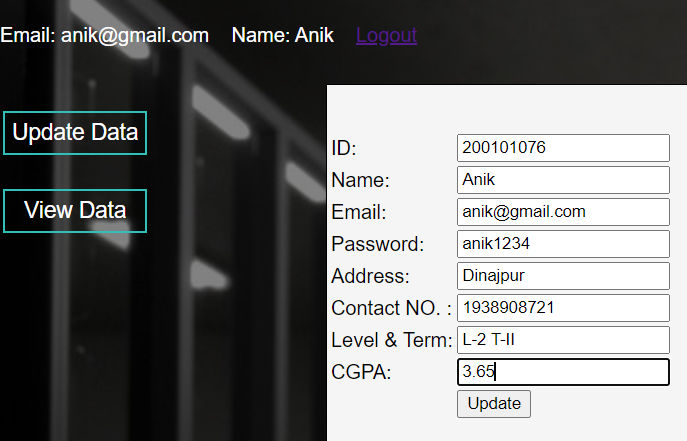 Email: anik@gmail.com Name: Anik Logout
Update Data
View Data
ID: 200101076
Name: Anik
Email: anik@gmail.com
Password: anik1234
Address: Dinajpur
Contact NO. : 1938908721
Level & Term: L-2 T-II
CGPA: 3.65
Update